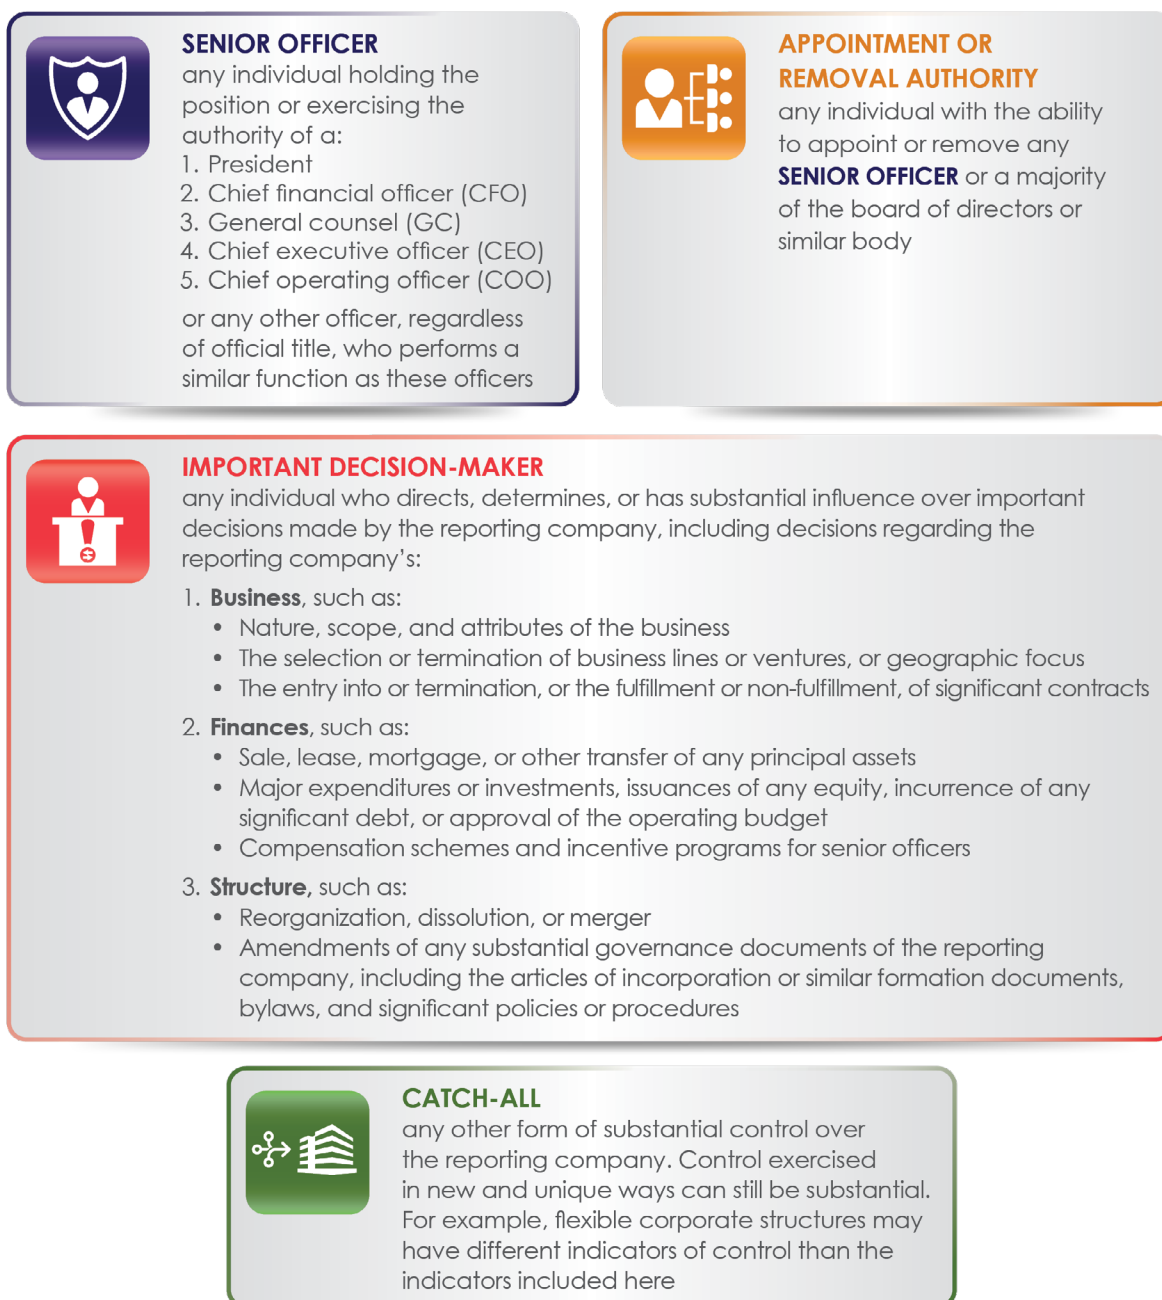 SENIOR OFFICER
any individual holding the
position or exercising the
authority of a:
1. President
2. Chief financial officer (CFO)
3. General counsel (GC)
4. Chief executive officer (CEO)
5. Chief operating officer (COO)
or any other officer, regardless
of official title, who performs a
similar function as these officers
APPOINTMENT OR
REMOVAL AUTHORITY
any individual with the ability
to appoint or remove any
SENIOR OFFICER or a majority
of the board of directors or
similar body
IMPORTANT DECISION-MAKER
any individual who directs, determines, or has substantial influence over important
decisions made by the reporting company, including decisions regarding the
reporting company's:
1. Business, such as:
• Nature, scope, and attributes of the business
• The selection or termination of business lines or ventures, or geographic focus
• The entry into or termination, or the fulfillment or non-fulfillment, of significant contracts
2. Finances, such as:
• Sale, lease, mortgage, or other transfer of any principal assets
• Major expenditures or investments, issuances of any equity, incurrence of any
significant debt, or approval of the operating budget
• Compensation schemes and incentive programs for senior officers
3. Structure, such as:
• Reorganization, dissolution, or merger
• Amendments of any substantial governance documents of the reporting
company, including the articles of incorporation or similar formation documents,
bylaws, and significant policies or procedures
CATCH-ALL
any other form of substantial control over
the reporting company. Control exercised
in new and unique ways can still be substantial.
For example, flexible corporate structures may
have different indicators of control than the
indicators included here